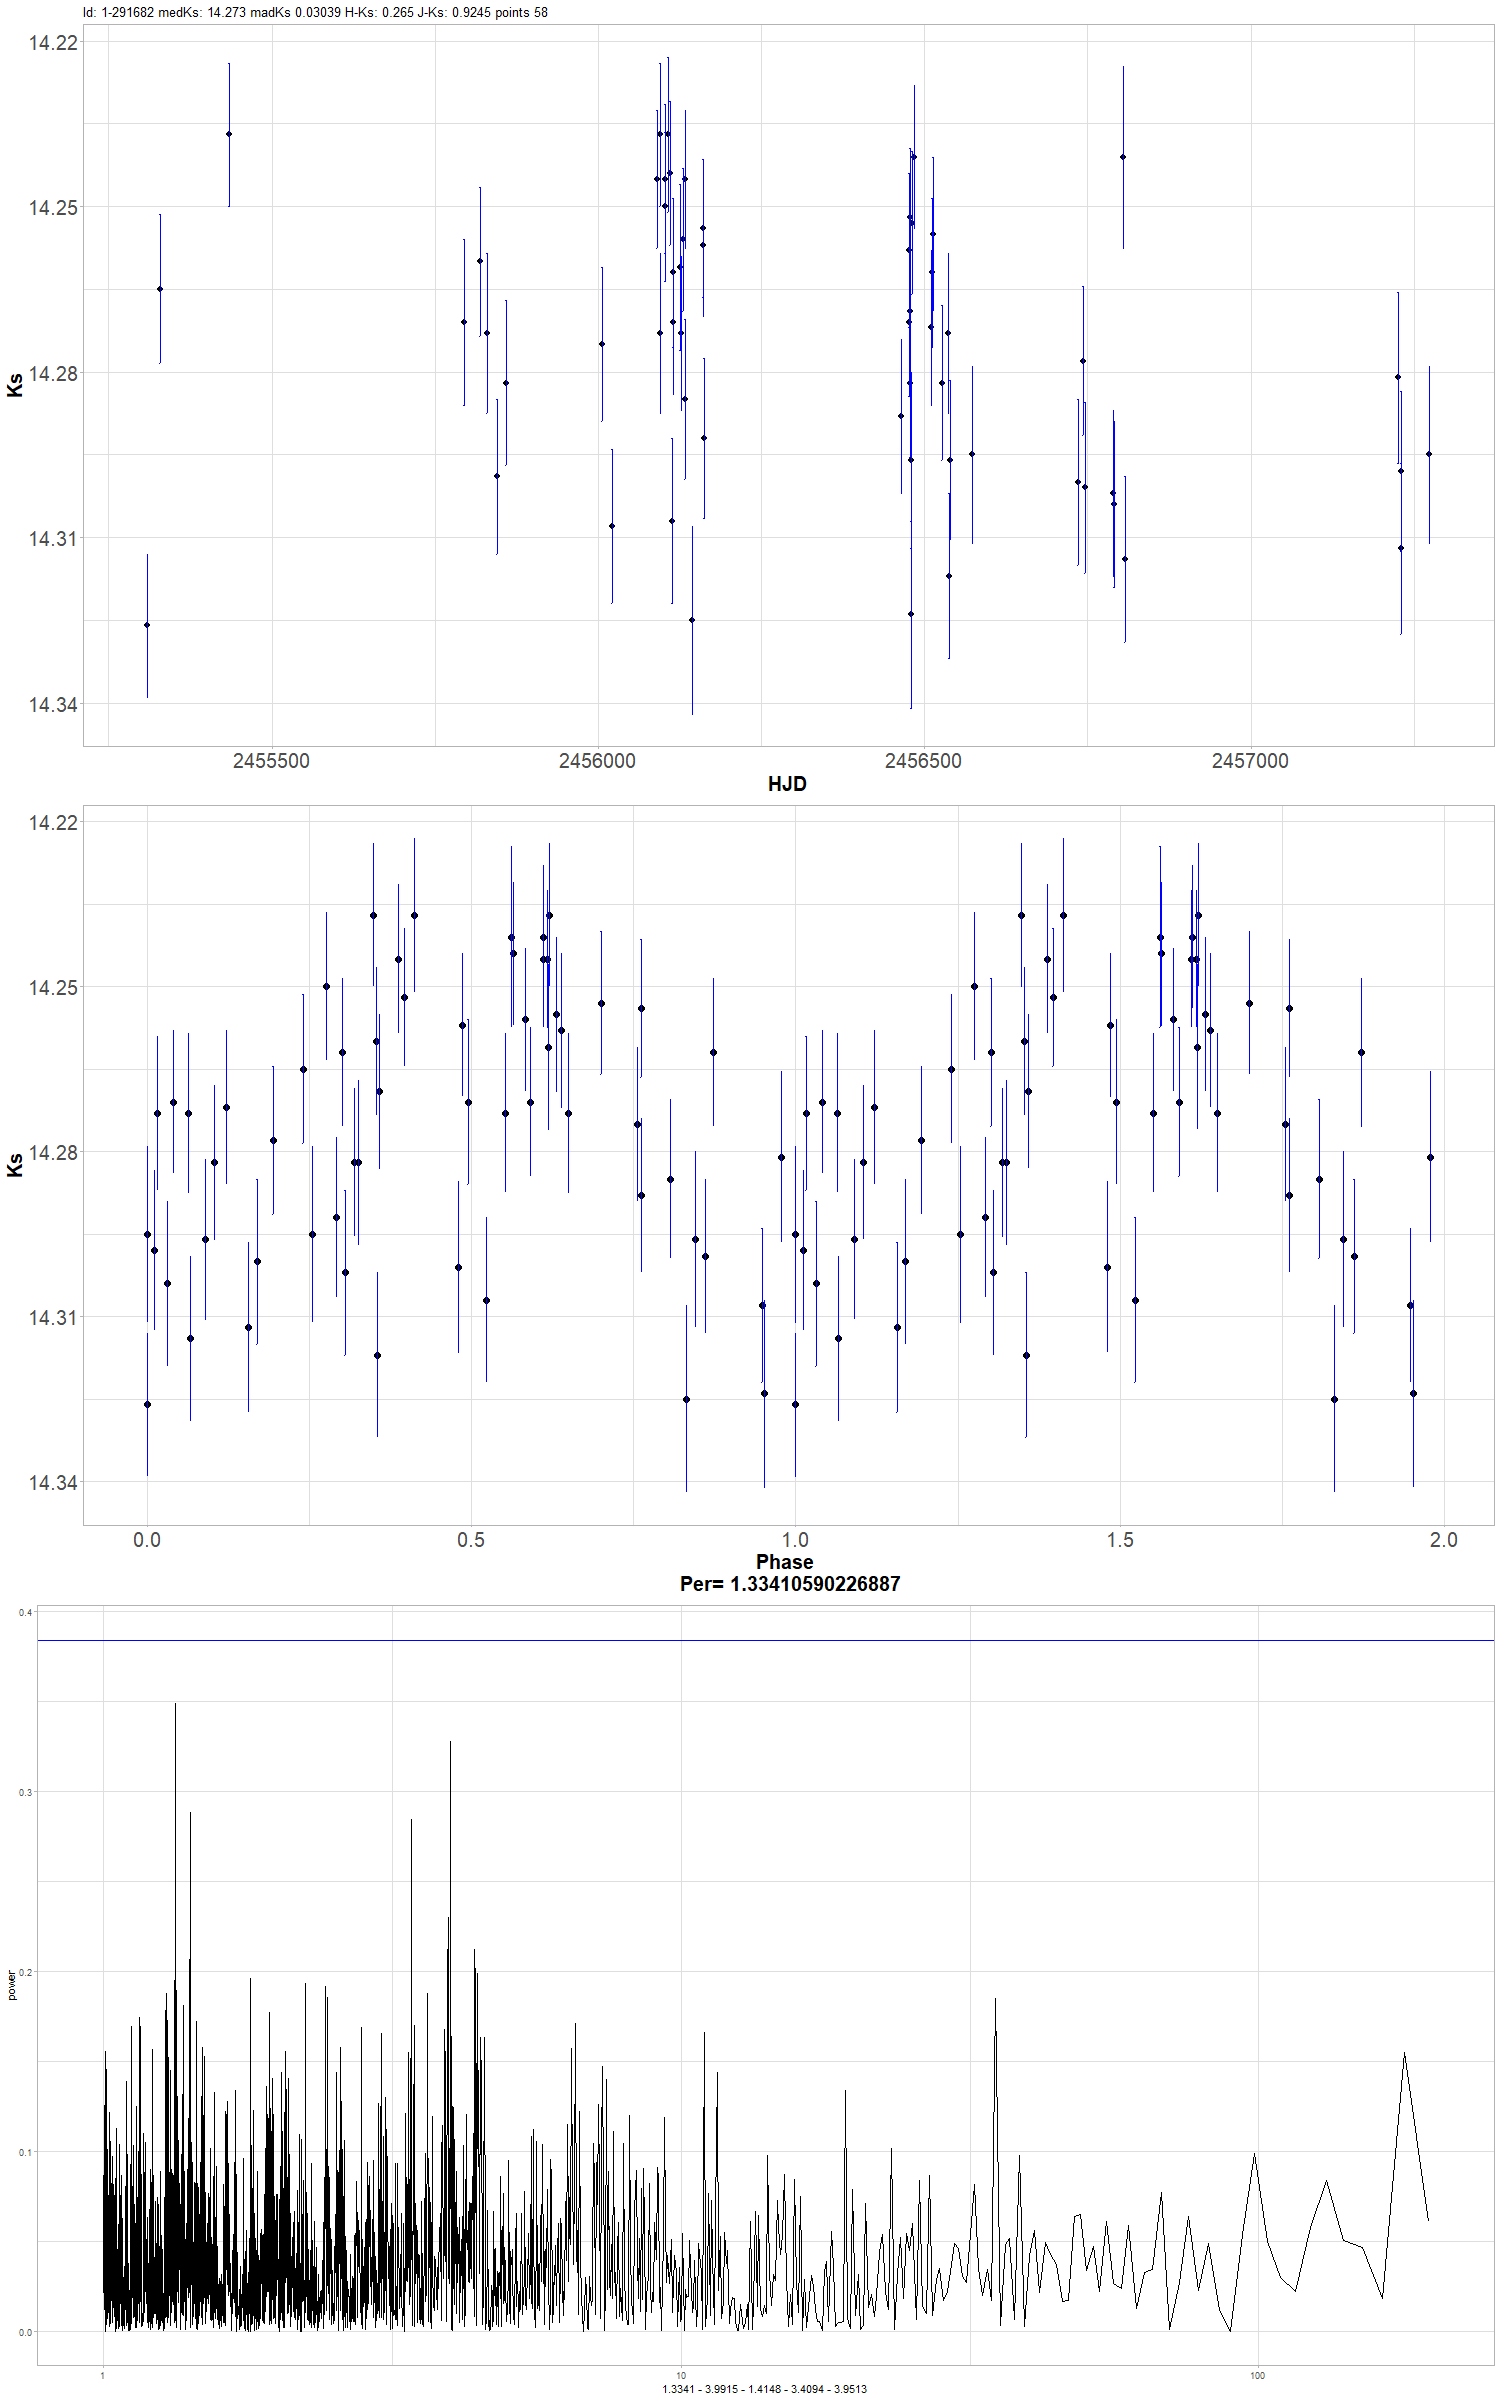 Id: 1-291682 medKs: 14.273 madKs 0.03039 H-Ks: 0.265 J-Ks: 0.9245 points 58
14.22
14.25
14.28
14.31
14.34
Ks
2455500 2456000 2456500 2457000
HJD
14.22
14.25
14.28
14.31
14.34
Ks
0.0 0.5 1.0 1.5 2.0
Phase
Per= 1.33410590226887
0.4
0.3
0.2
0.1
0.0
power
1 10 100
1.3341 - 3.9915 - 1.4148 - 3.4094 - 3.9513